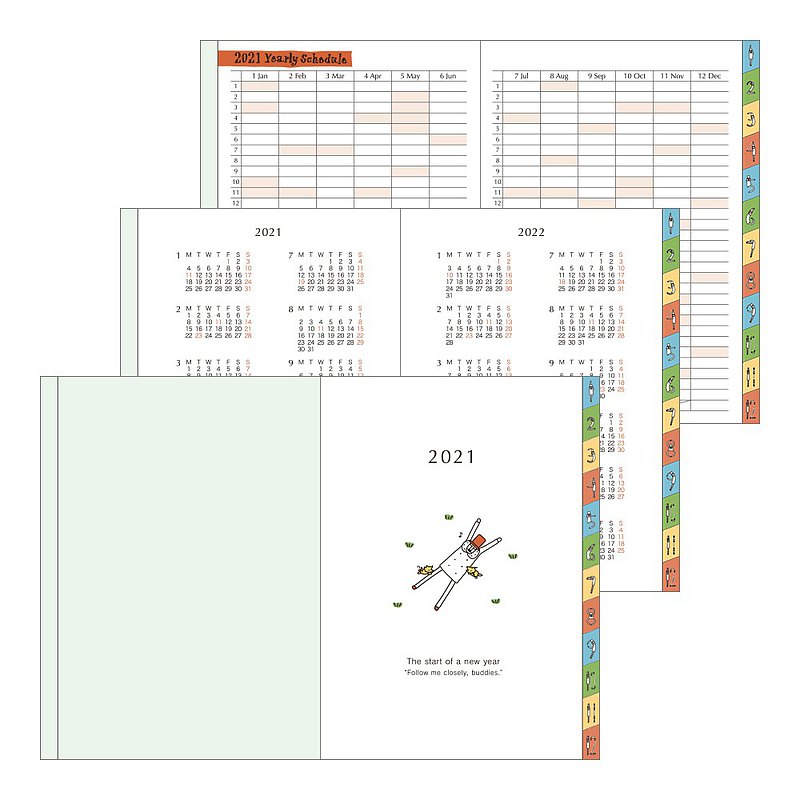 2021 Yearly Schedule
1 Jan 2 Feb 3 Mar 4 Apr 5 May 6 Jun 7 Jul 8 Aug 9 Sep 10 Oct 11 Nov 12 Dec
1 1
2 2
3 3
4 4
5 5
6 6
7 7
8 8
9 9
10 10
11 11
12 12
2021 2022
1 M T W T F S S 7 M T W T F S S 1 M T W T F S S 7 M T W T F S S
1 2 3 1 2 3 4 1 2 1 2 3
4 5 6 7 8 9 10 5 6 7 8 9 10 11 3 4 5 6 7 8 9 4 5 6 7 8 9 10
11 12 13 14 15 16 17 12 13 14 15 16 17 18 10 11 12 13 14 15 16 11 12 13 14 15 16 17
18 19 20 21 22 23 24 19 20 21 22 23 24 25 17 18 19 20 21 22 23 18 19 20 21 22 23 24
25 26 27 28 29 30 31 26 27 28 29 30 31 24 25 26 27 28 29 30 25 26 27 28 29 30 31
31
2 M T W T F S S 8 M T W T F S S 2 M T W T F S S 8 M T W T F S S
1 2 3 4 5 6 7 1 1 2 3 4 5 6 1 2 3 4 5 6 7
8 9 10 11 12 13 14 2 3 4 5 6 7 8 7 8 9 10 11 12 13 8 9 10 11 12 13 14
15 16 17 18 19 20 21 9 10 11 12 13 14 15 14 15 16 17 18 19 20 15 16 17 18 19 20 21
22 23 24 25 26 27 28 16 17 18 19 20 21 22 21 22 23 24 25 26 27 22 23 24 25 26 27 28
23 24 25 26 27 28 29 28 29 30 31
30 31
3 M T W T F S S 9 M T W T F S S 3 M T W T F S S 9 M T W T F S S
1 2 3 4 5 6 7 1 2 3 4 5 1 2 3 4 5 6 1 2 3 4
2021
The start of a new year
"Follow me closely, buddies."